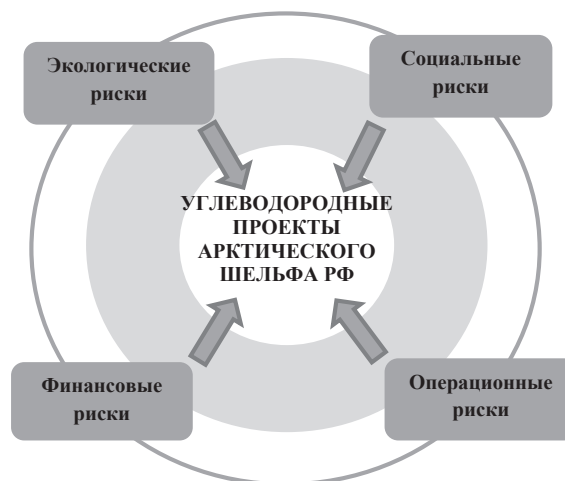 Экологические
риски
Социальные
риски
УГЛЕВОДОРОДНЫЕ
ПРОЕКТЫ
АРКТИЧЕСКОГО
ШЕЛЬФА РФ
Финансовые
риски
Операционные
риски